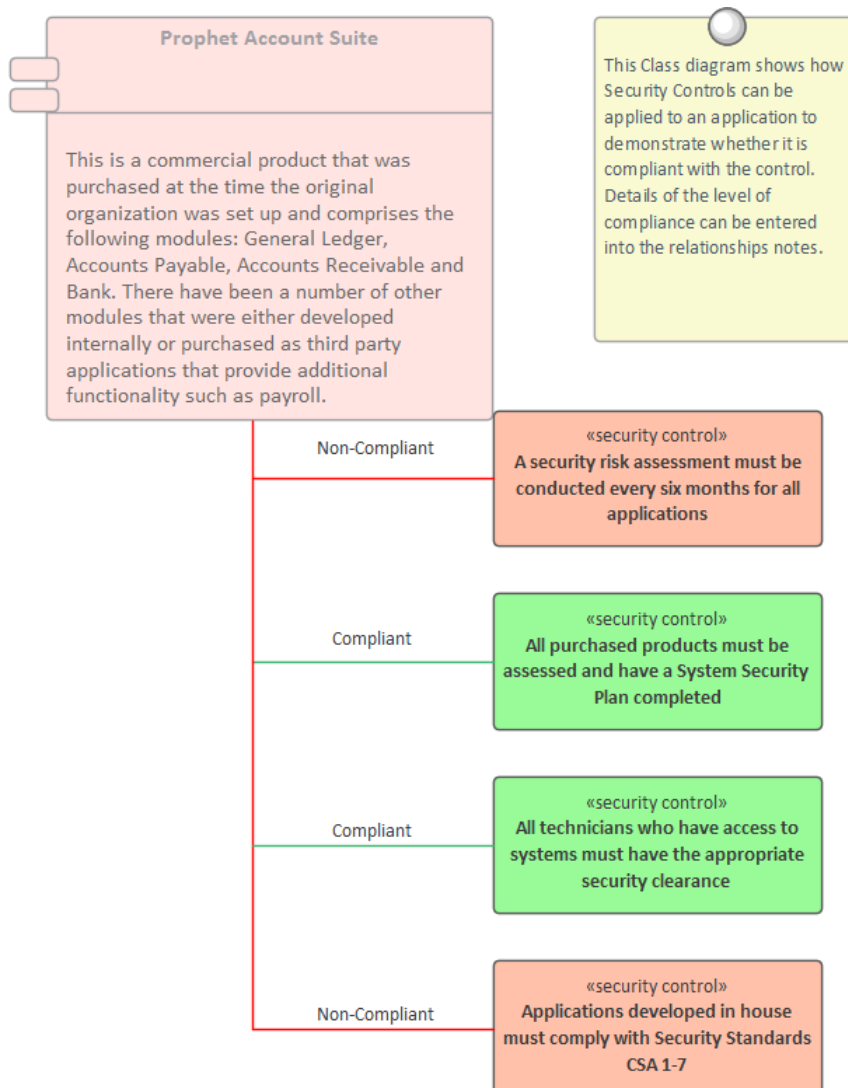 Prophet Account Suite
This is a commercial product that was
purchased at the time the original
organization was set up and comprises the
following modules: General Ledger,
Accounts Payable, Accounts Receivable and
Bank. There have been a number of other
modules that were either developed
internally or purchased as third party
applications that provide additional
functionality such as payroll.
This Class diagram shows how
Security Controls can be
applied to an application to
demonstrate whether it is
compliant with the control.
Details of the level of
compliance can be entered
into the relationships notes.
Non-Compliant
«security control»
A security risk assessment must be
conducted every six months for all
applications
Compliant
«security control»
All purchased products must be
assessed and have a System Security
Plan completed
Compliant
«security control»
All technicians who have access to
systems must have the appropriate
security clearance
Non-Compliant
«security control»
Applications developed in house
must comply with Security Standards
CSA 1-7